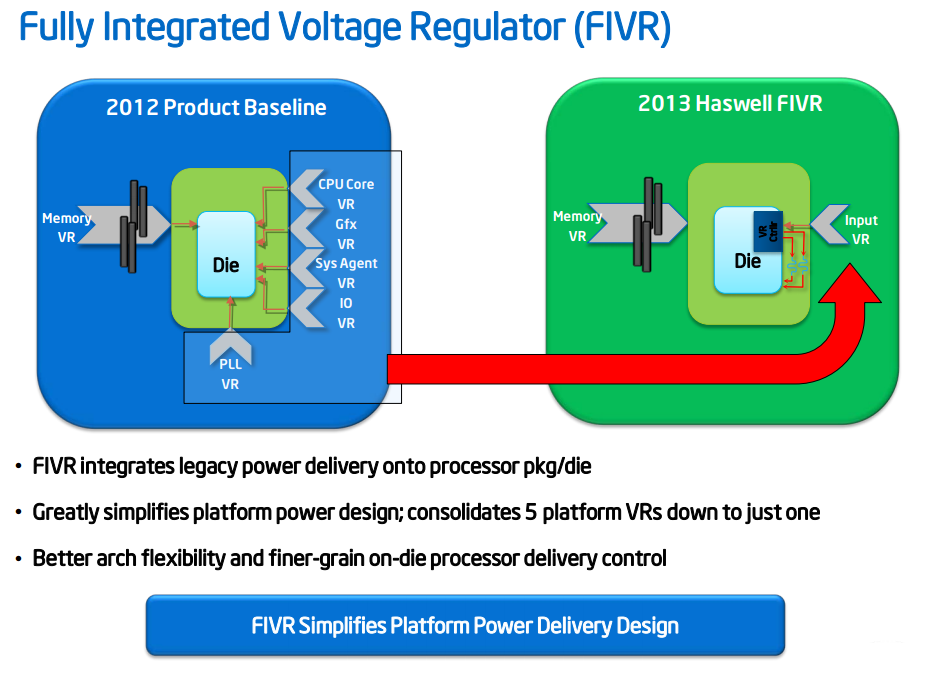 Fully Integrated Voltage Regulator (FIVR)
2012 Product Baseline
Memory
VR
Die
CPU Core
VR
Gfx
VR
Sys Agent
VR
IO
VR
PLL
VR
2013 Haswell FIVR
Memory
VR
Die
VR
Cntlr
Input
VR
• FIVR integrates legacy power delivery onto processor pkg/die
• Greatly simplifies platform power design; consolidates 5 platform VRs down to just one
• Better arch flexibility and finer-grain on-die processor delivery control
FIVR Simplifies Platform Power Delivery Design